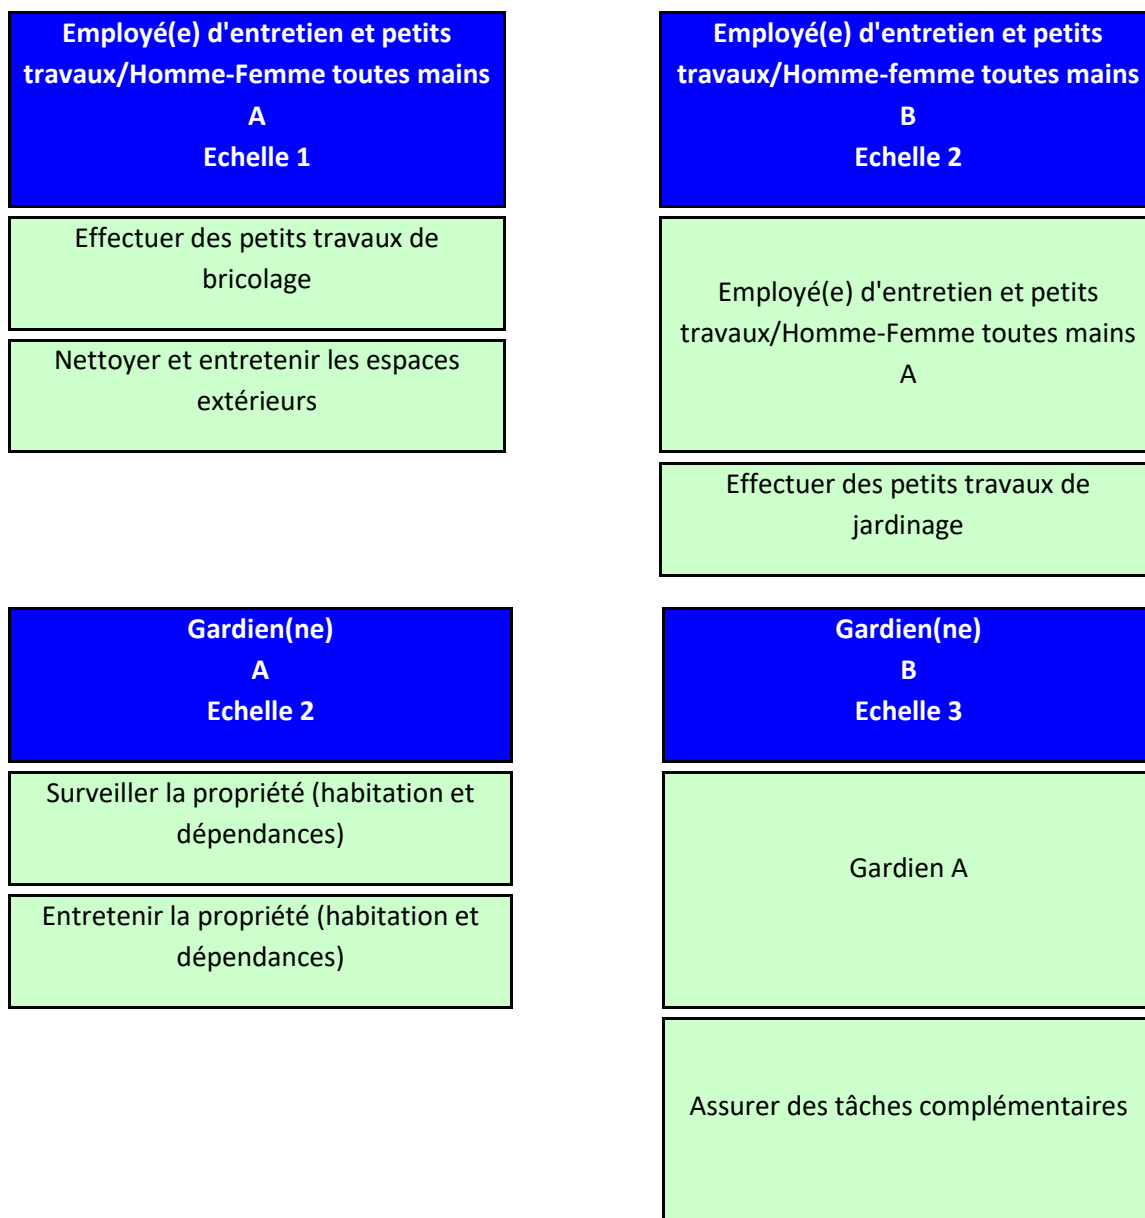 Employé(e) d'entretien et petits
travaux/Homme-Femme toutes mains
A
Echelle 1
Effectuer des petits travaux de
bricolage
Nettoyer et entretenir les espaces
extérieurs
Employé(e) d'entretien et petits
travaux/Homme-femme toutes mains
B
Echelle 2
Employé(e) d'entretien et petits
travaux/Homme-Femme toutes mains
A
Effectuer des petits travaux de
jardinage
Gardien(ne)
A
Echelle 2
Surveiller la propriété (habitation et
dépendances)
Entretenir la propriété (habitation et
dépendances)
Gardien(ne)
B
Echelle 3
Gardien A
Assurer des tâches complémentaires